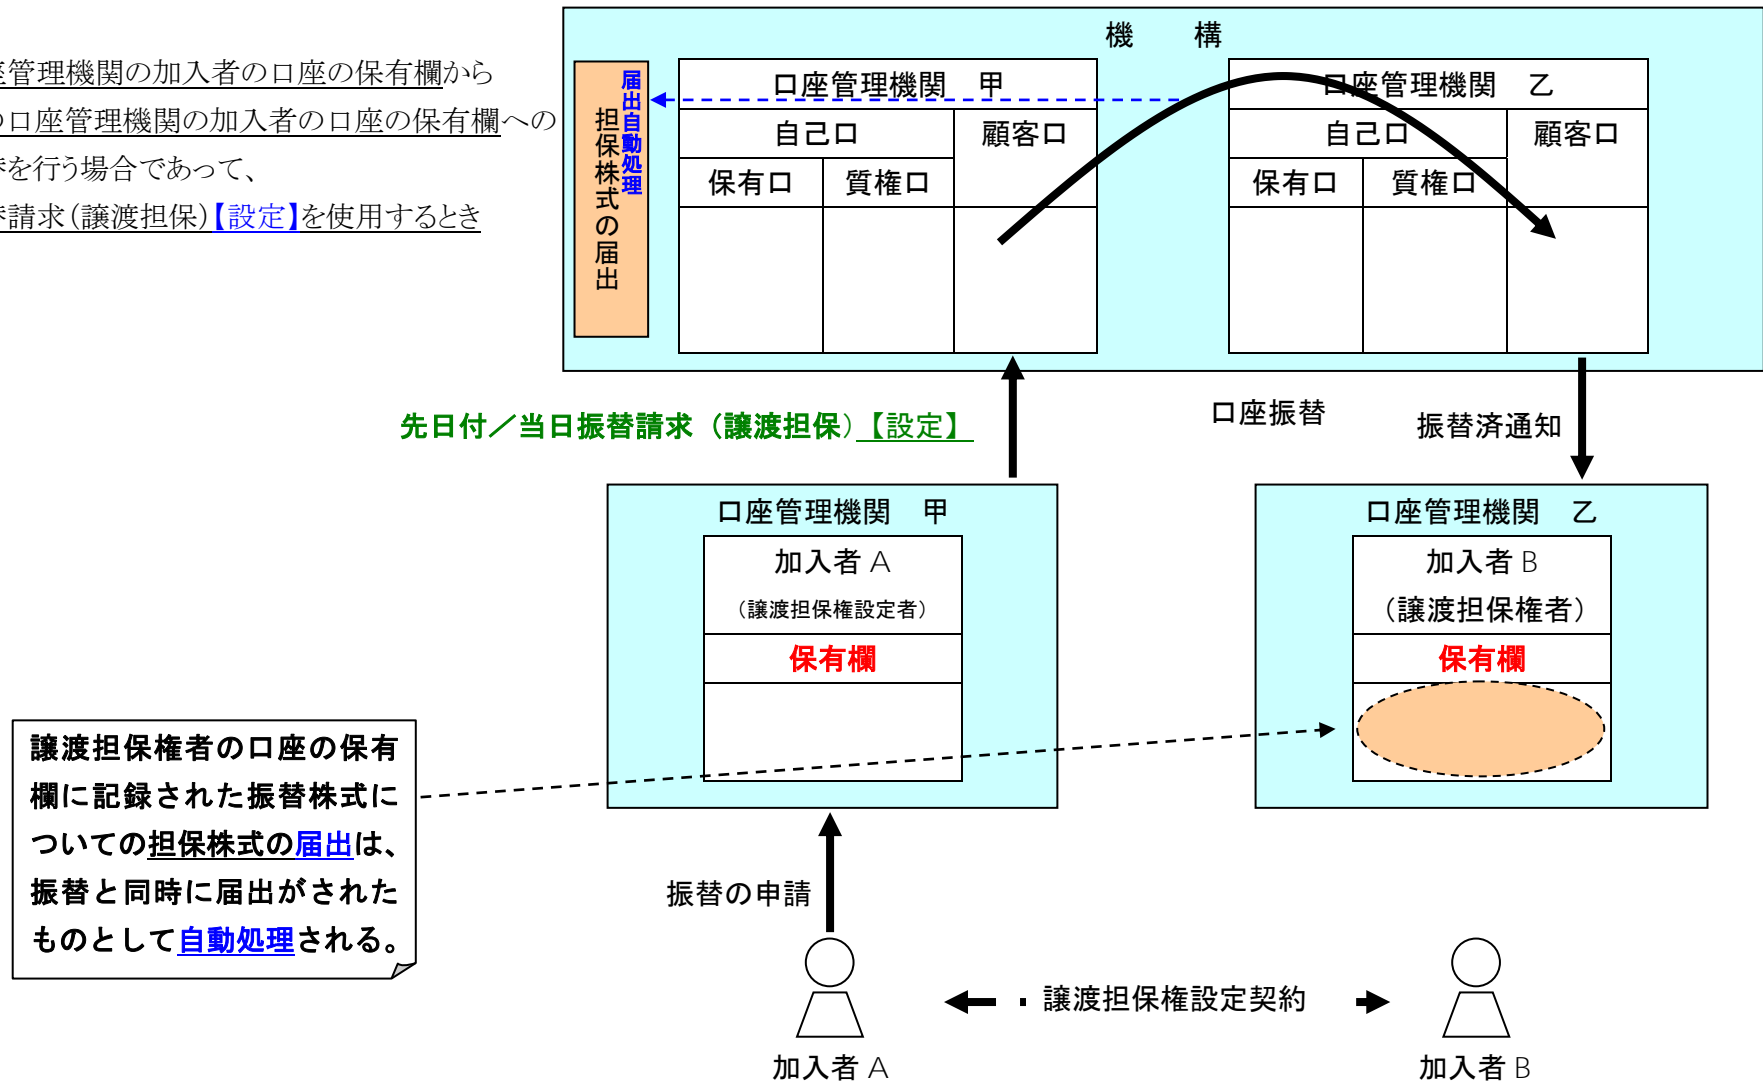 機　構
座管理機関の加入者の口座の保有欄から
の口座管理機関の加入者の口座の保有欄への
替を行う場合であって、
替請求（譲渡担保）【設定】を使用するとき
担保株式の届出
届出自動処理
口座管理機関　甲
自己口
顧客口
保有口
質権口
口座管理機関　乙
自己口
顧客口
保有口
質権口
先日付／当日振替請求（譲渡担保）【設定】
口座振替
振替済通知
口座管理機関　甲
加入者 A
（譲渡担保権設定者）
保有欄
口座管理機関　乙
加入者 B
（譲渡担保権者）
保有欄
譲渡担保権者の口座の保有
欄に記録された振替株式に
ついての担保株式の届出は、
振替と同時に届出がされた
ものとして自動処理される。
振替の申請
譲渡担保権設定契約
加入者 A
加入者 B